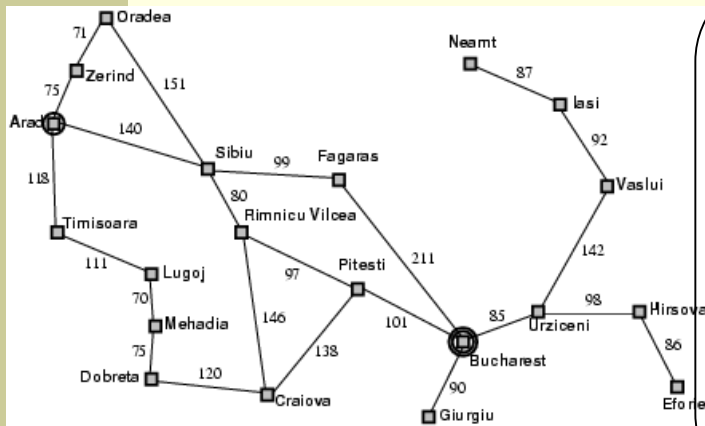 Oradea
71
Neamt
Zerind
87
75
151
Iasi
Arad
140
92
Sibiu
99
Fagaras
118
80
Vaslui
Timisoara
Rimnicu Vilcea
142
111
211
Lugoj
97
Pitesti
70
98
Hirsova
146
101
85
Urziceni
Mehadia
138
86
75
Bucharest
120
90
Dobreta
Craiova
Giurgiu
Eforie